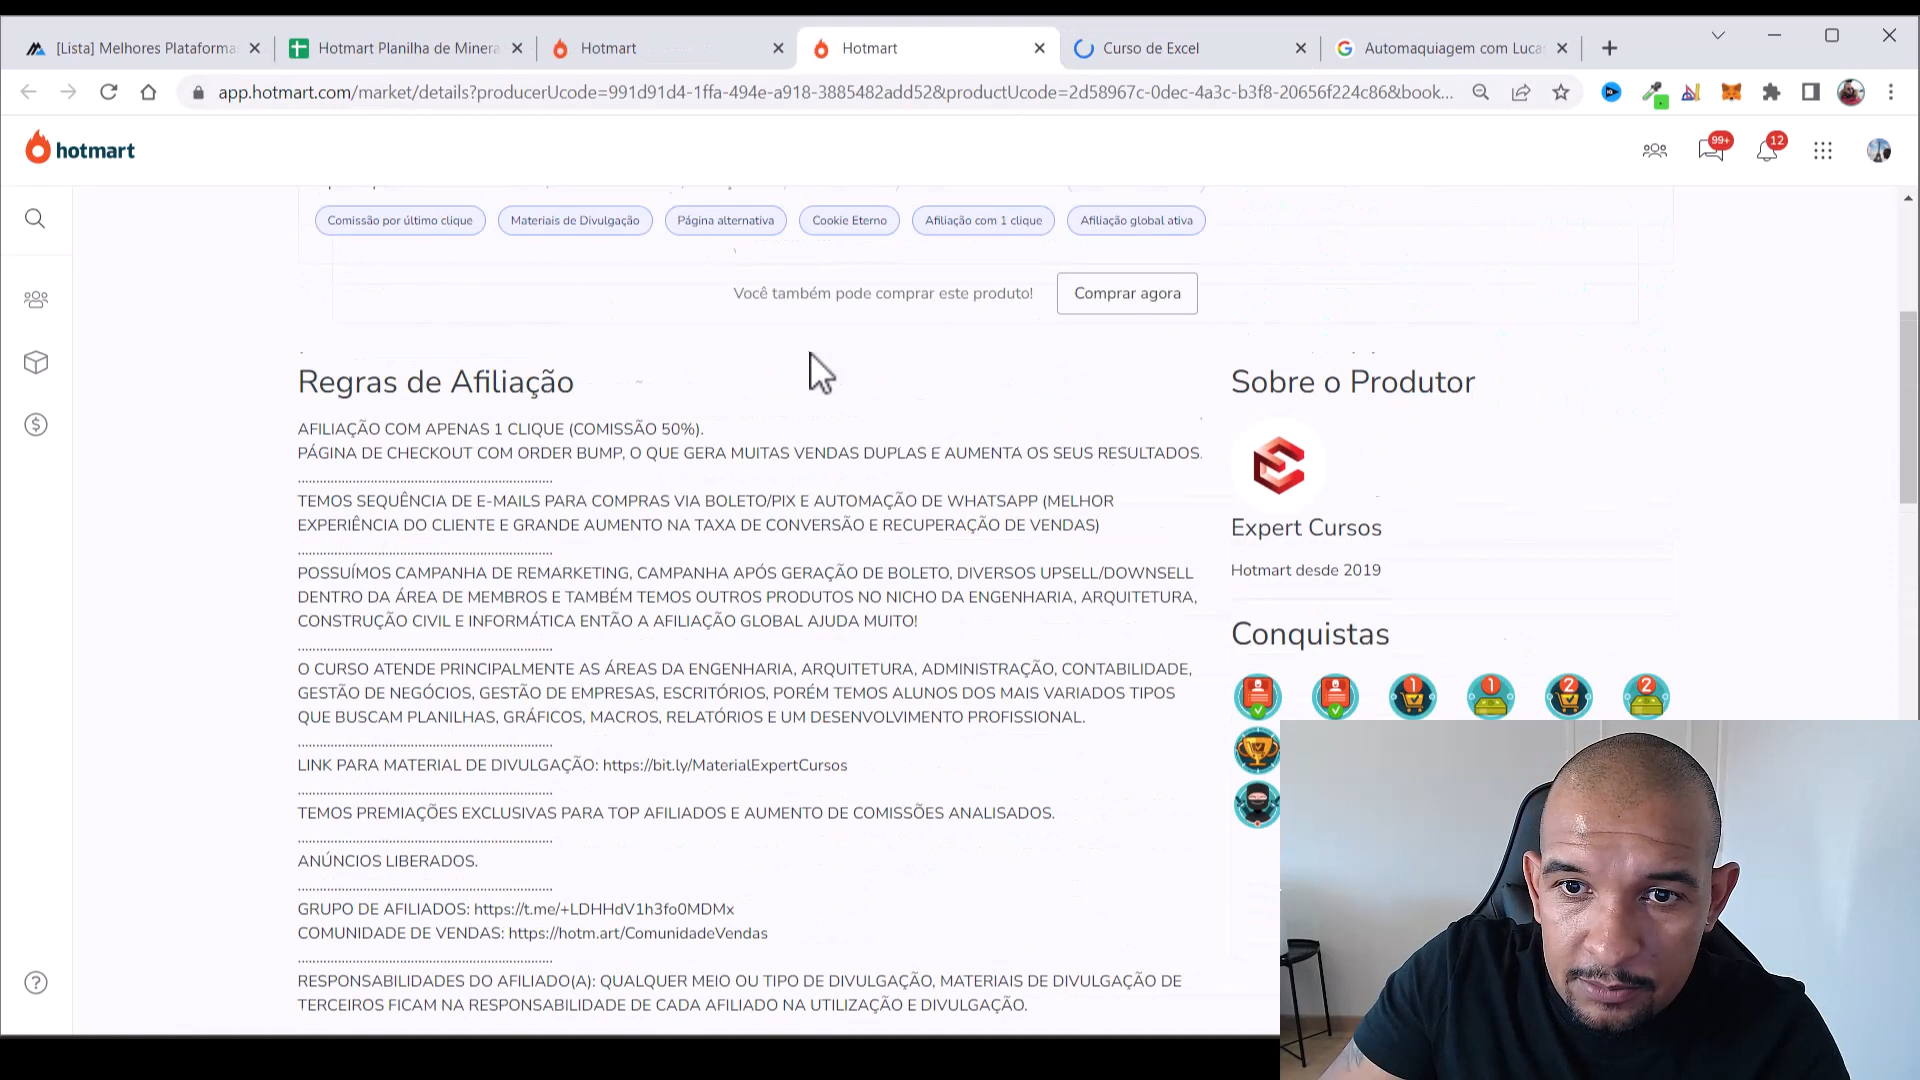 [Lista] Melhores Plataforma
Hotmart Planilha de Minera
Hotmart
Hotmart
Curso de Excel
Automaquiagem com Luca
app.hotmart.com/market/details?producerUcode=991d91d4-1ffa-494e-a918-3885482add52&productUcode=2d58967c-0dec-4a3c-b3f8-20656f224c86&book...
hotmart
99+
12
Comissão por último clique
Materiais de Divulgação
Página alternativa
Cookie Eterno
Afiliação com 1 clique
Afiliação global ativa
Você também pode comprar este produto!
Comprar agora
Regras de Afiliação
AFILIAÇÃO COM APENAS 1 CLIQUE (COMISSÃO 50%).
PÁGINA DE CHECKOUT COM ORDER BUMP, O QUE GERA MUITAS VENDAS DUPLAS E AUMENTA OS SEUS RESULTADOS.
TEMOS SEQUÊNCIA DE E-MAILS PARA COMPRAS VIA BOLETO/PIX E AUTOMAÇÃO DE WHATSAPP (MELHOR
EXPERIÊNCIA DO CLIENTE E GRANDE AUMENTO NA TAXA DE CONVERSÃO E RECUPERAÇÃO DE VENDAS)
POSSUÍMOS CAMPANHA DE REMARKETING, CAMPANHA APÓS GERAÇÃO DE BOLETO, DIVERSOS UPSELL/DOWNSELL
DENTRO DA ÁREA DE MEMBROS E TAMBÉM TEMOS OUTROS PRODUTOS NO NICHO DA ENGENHARIA, ARQUITETURA,
CONSTRUÇÃO CIVIL E INFORMÁTICA ENTÃO A AFILIAÇÃO GLOBAL AJUDA MUITO!
O CURSO ATENDE PRINCIPALMENTE AS ÁREAS DA ENGENHARIA, ARQUITETURA, ADMINISTRAÇÃO, CONTABILIDADE,
GESTÃO DE NEGÓCIOS, GESTÃO DE EMPRESAS, ESCRITÓRIOS, PORÉM TEMOS ALUNOS DOS MAIS VARIADOS TIPOS
QUE BUSCAM PLANILHAS, GRÁFICOS, MACROS, RELATÓRIOS E UM DESENVOLVIMENTO PROFISSIONAL.
LINK PARA MATERIAL DE DIVULGAÇÃO: https://bit.ly/MaterialExpertCursos
TEMOS PREMIAÇÕES EXCLUSIVAS PARA TOP AFILIADOS E AUMENTO DE COMISSÕES ANALISADOS.
ANÚNCIOS LIBERADOS.
GRUPO DE AFILIADOS: https://t.me/+LDHHdV1h3fo0MDMx
COMUNIDADE DE VENDAS: https://hotm.art/ComunidadeVendas
RESPONSABILIDADES DO AFILIADO(A): QUALQUER MEIO OU TIPO DE DIVULGAÇÃO, MATERIAIS DE DIVULGAÇÃO DE
TERCEIROS FICAM NA RESPONSABILIDADE DE CADA AFILIADO NA UTILIZAÇÃO E DIVULGAÇÃO.
Sobre o Produtor
Expert Cursos
Hotmart desde 2019
Conquistas
1
1
2
2